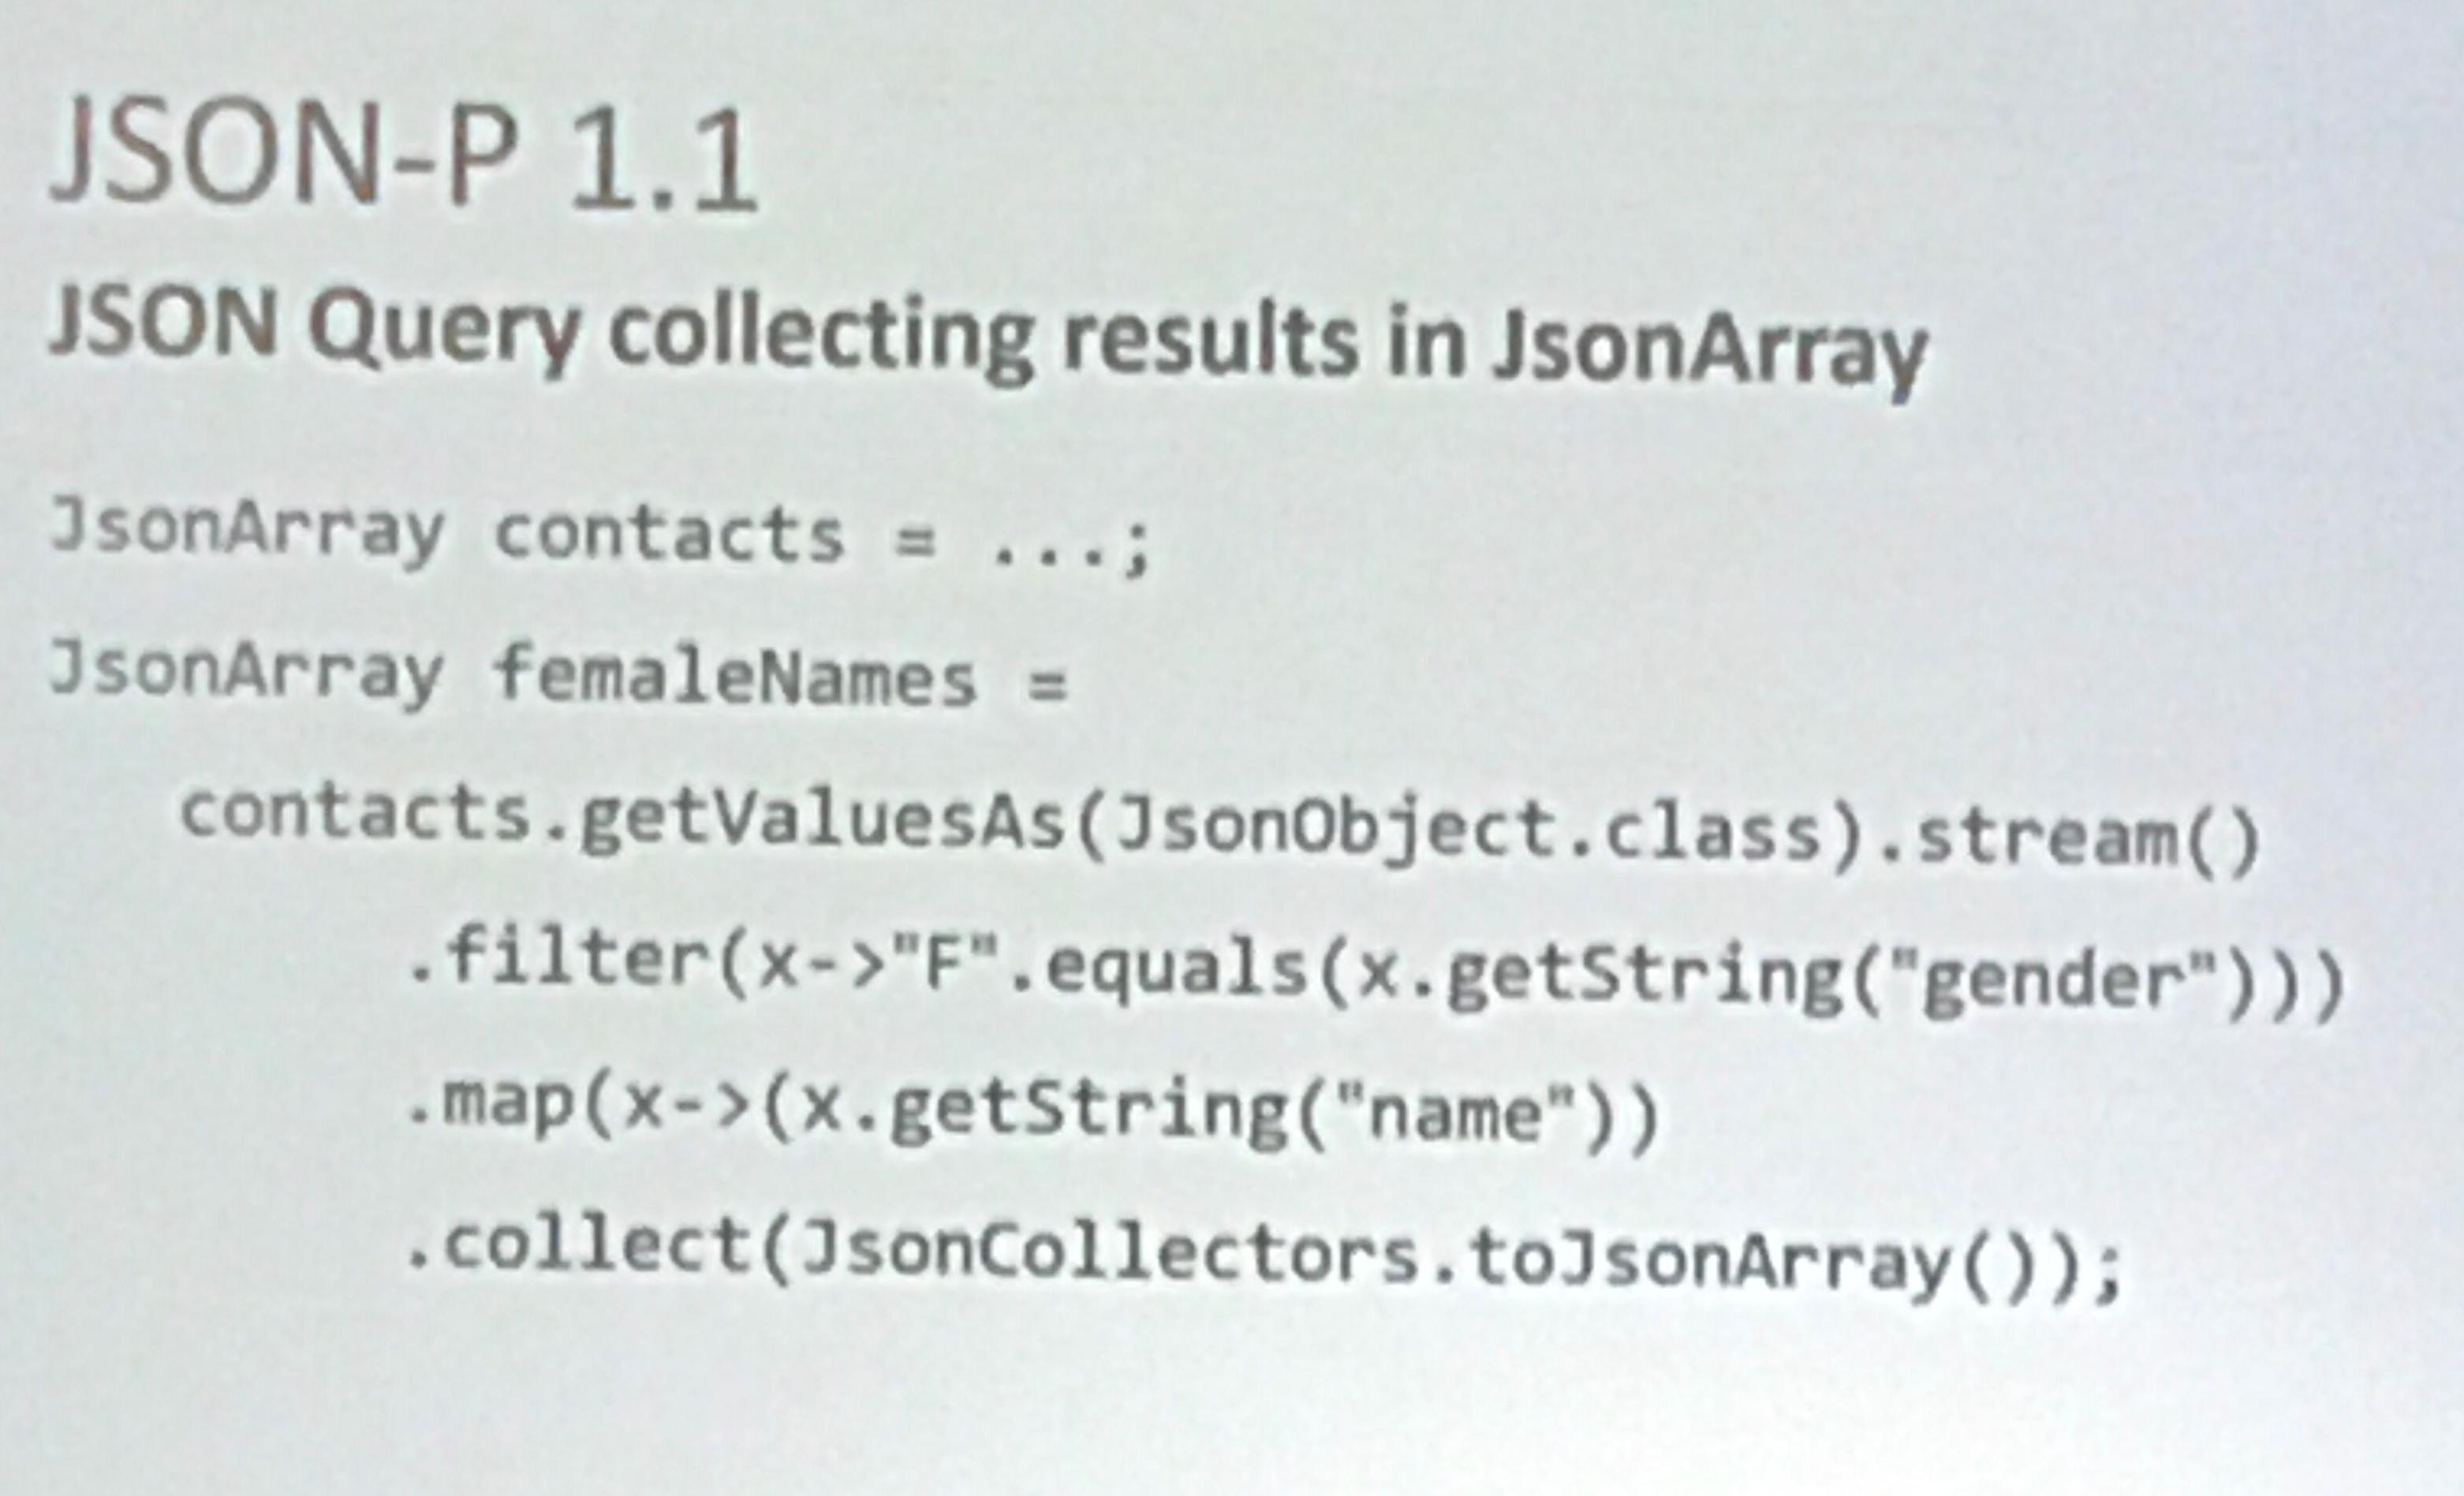 JSON-P 1.1
JSON Query collecting results in JsonArray
JsonArray contacts = ...;
JsonArray femaleNames =
contacts.getValuesAs(JsonObject.class).stream()
.filter(x->"F".equals(x.getString("gender")))
.map(x->(x.getString("name"))
.collect(JsonCollectors.toJsonArray());